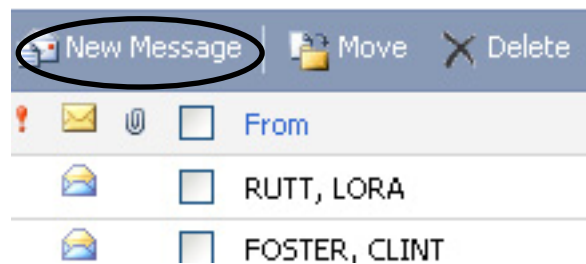 New Message Move Delete
From
RUTT, LORA
FOSTER, CLINT